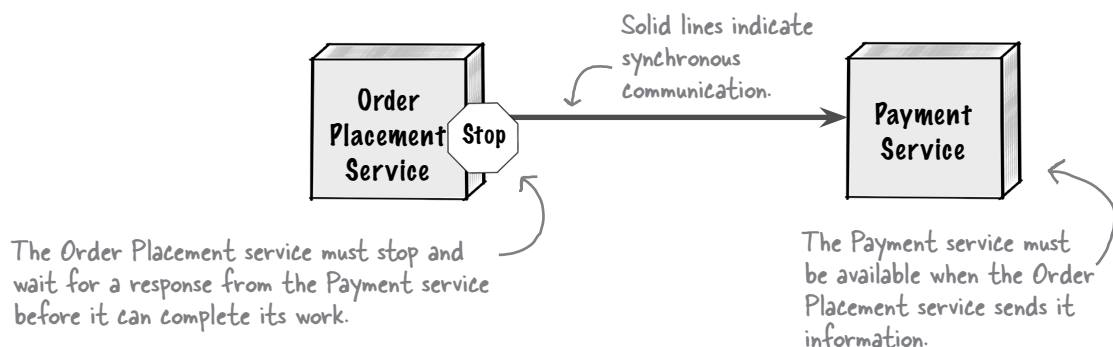 Solid lines indicate
synchronous
communication.
Order
Placement
Service
Stop
Payment
Service
The Order Placement service must stop and
wait for a response from the Payment service
before it can complete its work.
The Payment service must
be available when the Order
Placement service sends it
information.